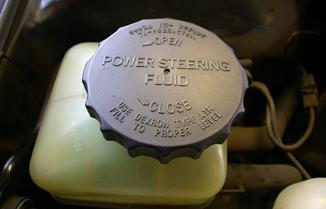 OPEN
POWER STEERING
FLUID
CLOSE
USE DEXRON TYPE ATF
FILL TO PROPER LEVEL